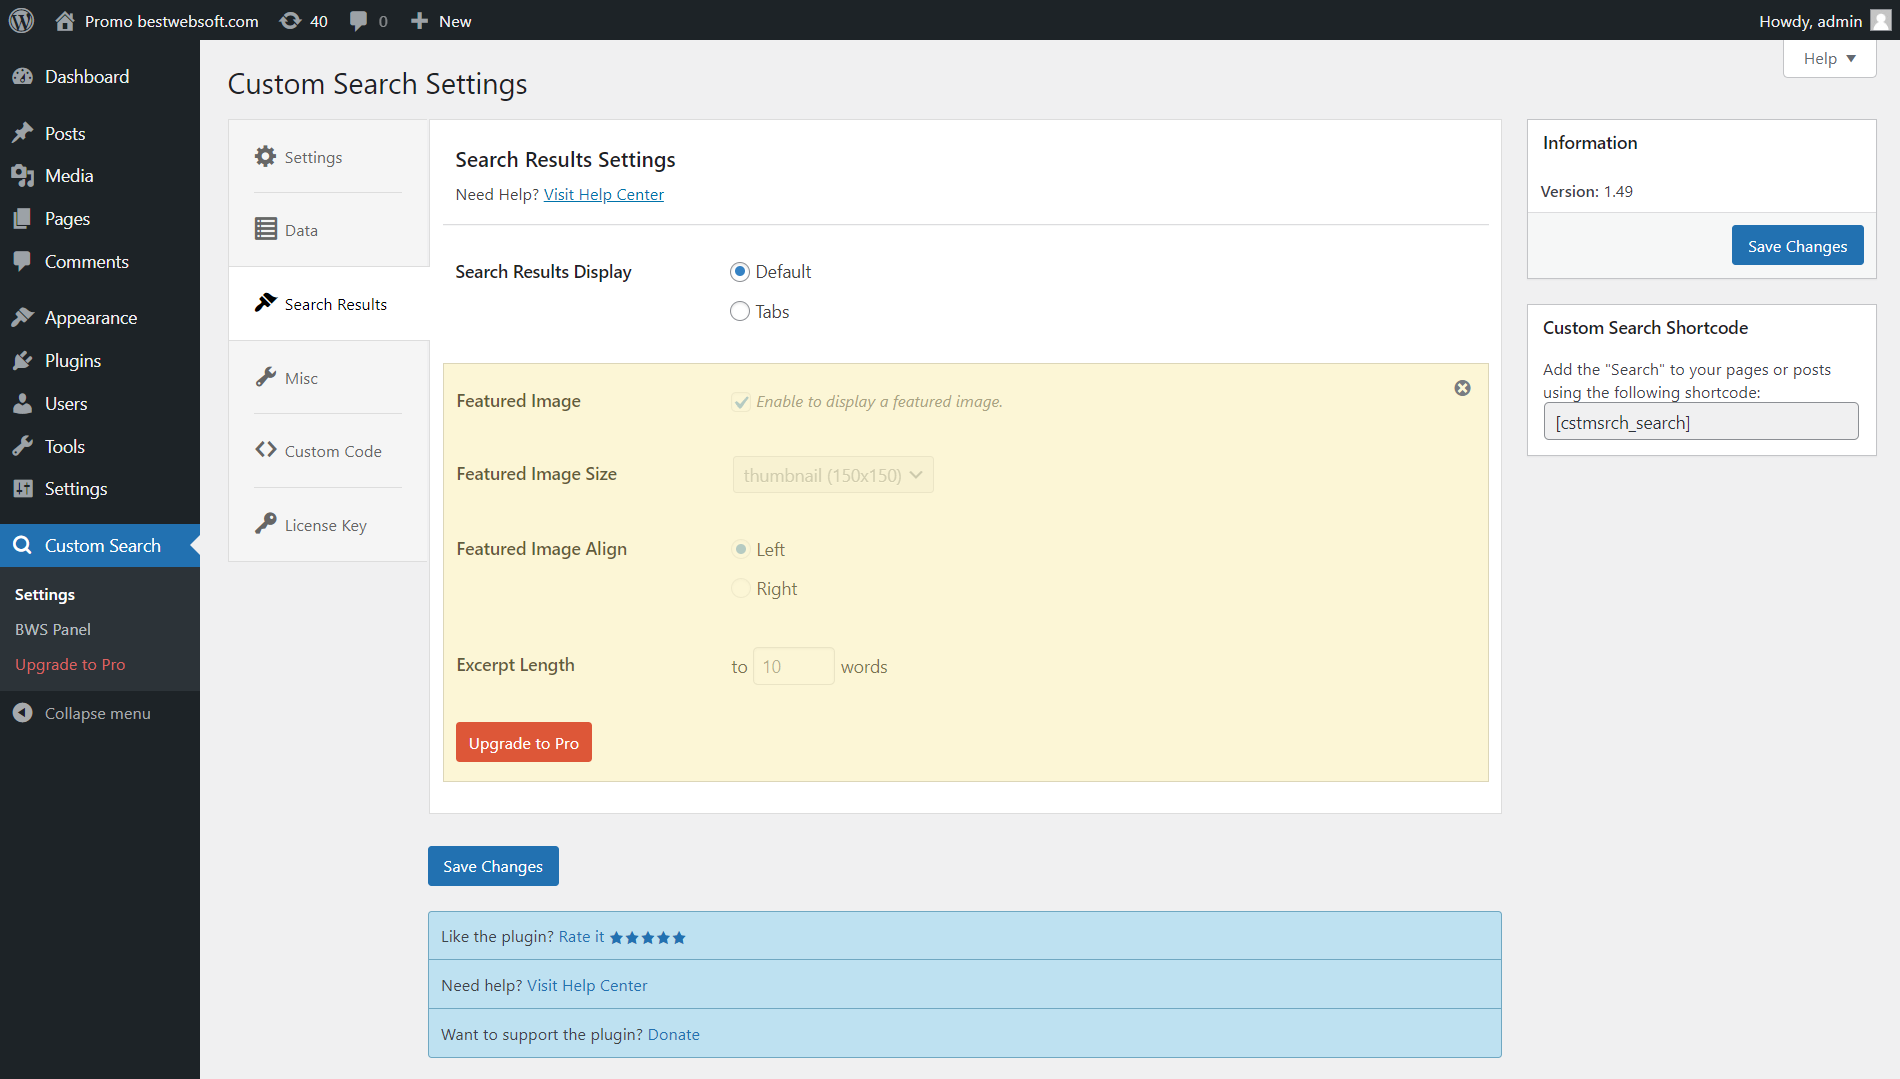 Promo bestwebsoft.com 40 0 New Howdy, admin
Help
Dashboard
Posts
Media
Pages
Comments
Appearance
Plugins
Users
Tools
Settings
Custom Search
Settings
BWS Panel
Upgrade to Pro
Collapse menu
Custom Search Settings
Settings
Data
Search Results
Misc
Custom Code
License Key
Search Results Settings
Need Help? Visit Help Center
Search Results Display
Default
Tabs
Featured Image
Enable to display a featured image.
Featured Image Size
thumbnail (150x150)
Featured Image Align
Left
Right
Excerpt Length
to 10 words
Upgrade to Pro
Save Changes
Like the plugin? Rate it
Need help? Visit Help Center
Want to support the plugin? Donate
Information
Version: 1.49
Save Changes
Custom Search Shortcode
Add the "Search" to your pages or posts
using the following shortcode:
[cstmsrch_search]